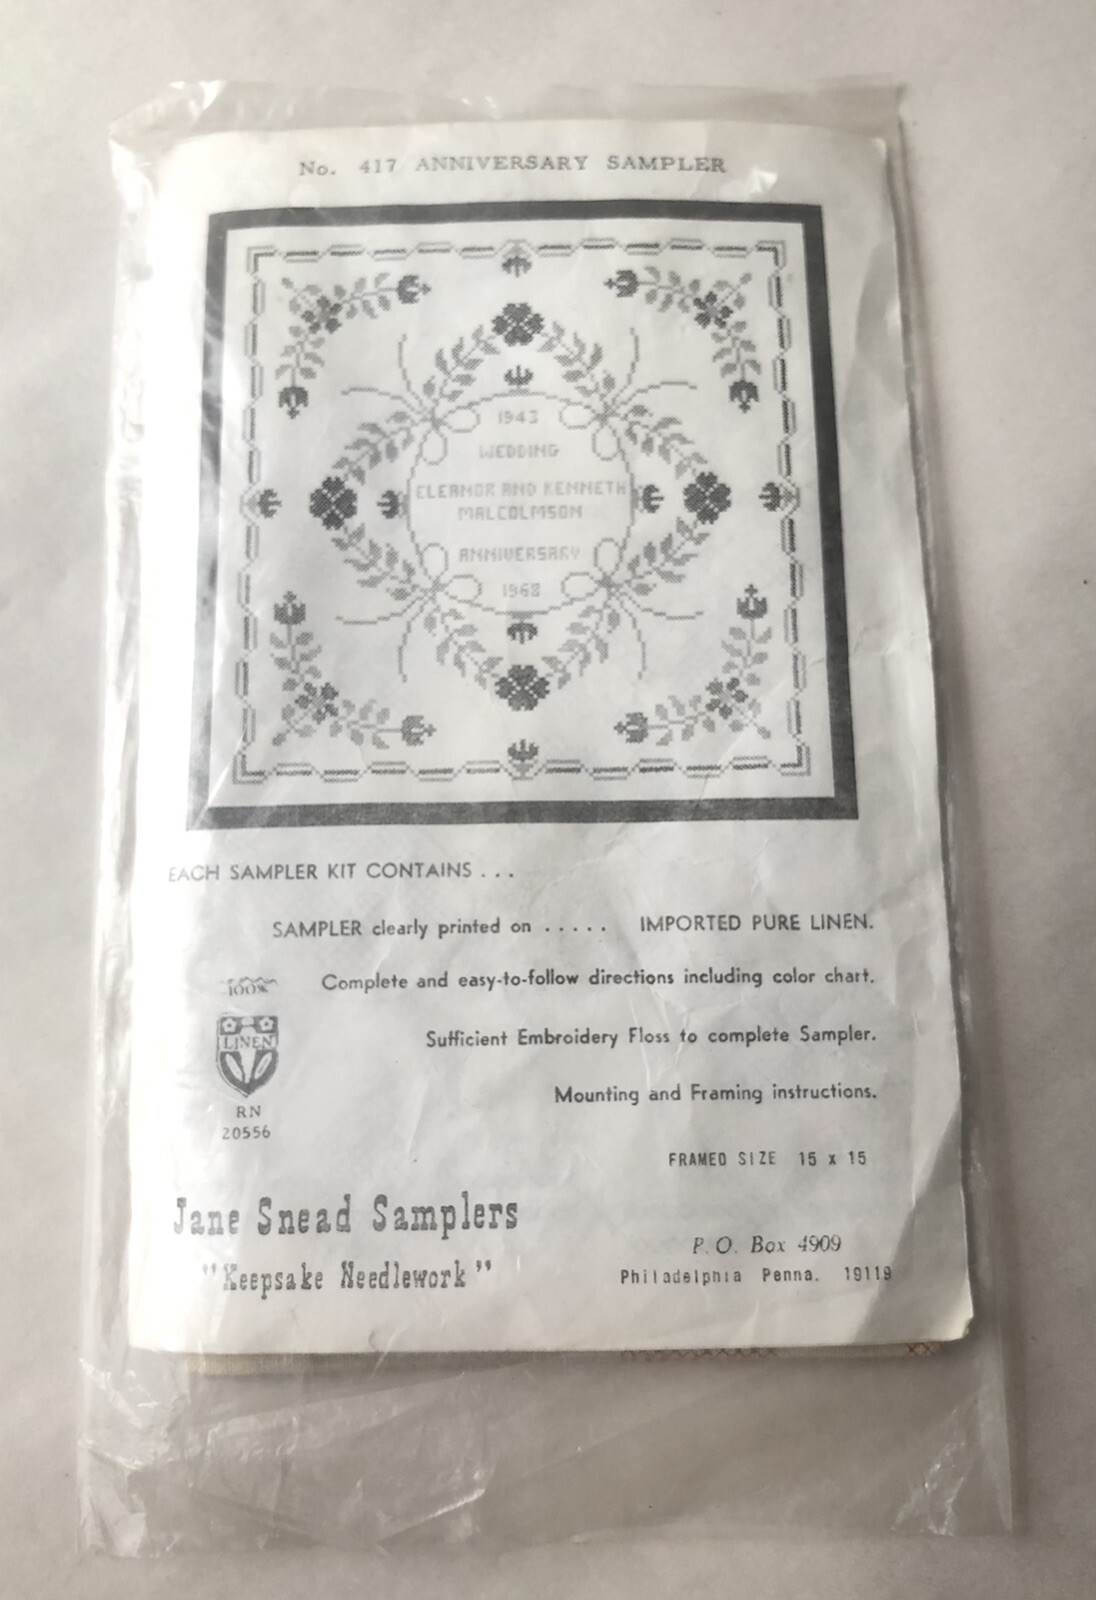 No. 417 ANNIVERSARY SAMPLER
1943
WEDDING
ELEANOR AND KENNETH
MALCOLMSON
ANNIVERSARY
1968
EACH SAMPLER KIT CONTAINS . . .
SAMPLER clearly printed on . . . . . IMPORTED PURE LINEN.
Complete and easy-to-follow directions including color chart.
Sufficient Embroidery Floss to complete Sampler.
Mounting and Framing instructions.
100%
LINEN
RN
20556
FRAMED SIZE 15 x 15
Jane Snead Samplers
"Keepsake Needlework"
P. O. Box 4909
Philadelphia Penna. 19119